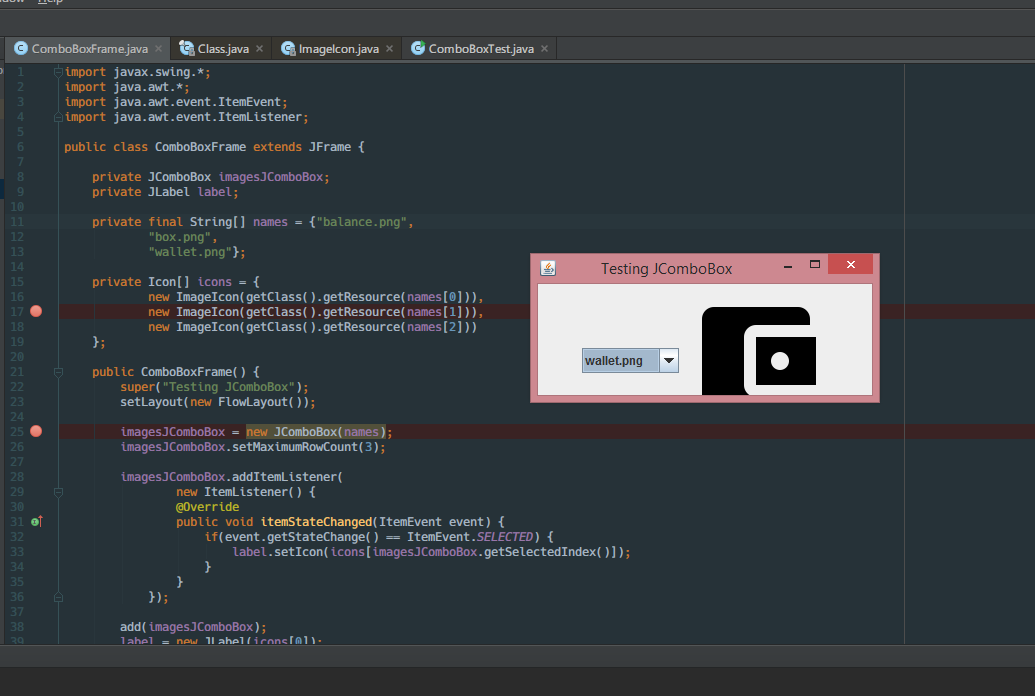 Help
ComboBoxFrame.java Class.java ImageIcon.java ComboBoxTest.java
1 import javax.swing.*;
2 import java.awt.*;
3 import java.awt.event.ItemEvent;
4 import java.awt.event.ItemListener;
5
6 public class ComboBoxFrame extends JFrame {
7
8 private JComboBox imagesJComboBox;
9 private JLabel label;
10
11 private final String[] names = {"balance.png",
12 "box.png",
13 "wallet.png"};
14
15 private Icon[] icons = {
16 new ImageIcon(getClass().getResource(names[0])),
17 new ImageIcon(getClass().getResource(names[1])),
18 new ImageIcon(getClass().getResource(names[2]))
19 };
20
21 public ComboBoxFrame() {
22 super("Testing JComboBox");
23 setLayout(new FlowLayout());
24
25 imagesJComboBox = new JComboBox(names);
26 imagesJComboBox.setMaximumRowCount(3);
27
28 imagesJComboBox.addItemListener(
29 new ItemListener() {
30 @Override
31 public void itemStateChanged(ItemEvent event) {
32 if(event.getStateChange() == ItemEvent.SELECTED) {
33 label.setIcon(icons[imagesJComboBox.getSelectedIndex()]);
34 }
35 }
36 });
37
38 add(imagesJComboBox);
39 label = new JLabel(icons[0]);
Testing JComboBox
wallet.png